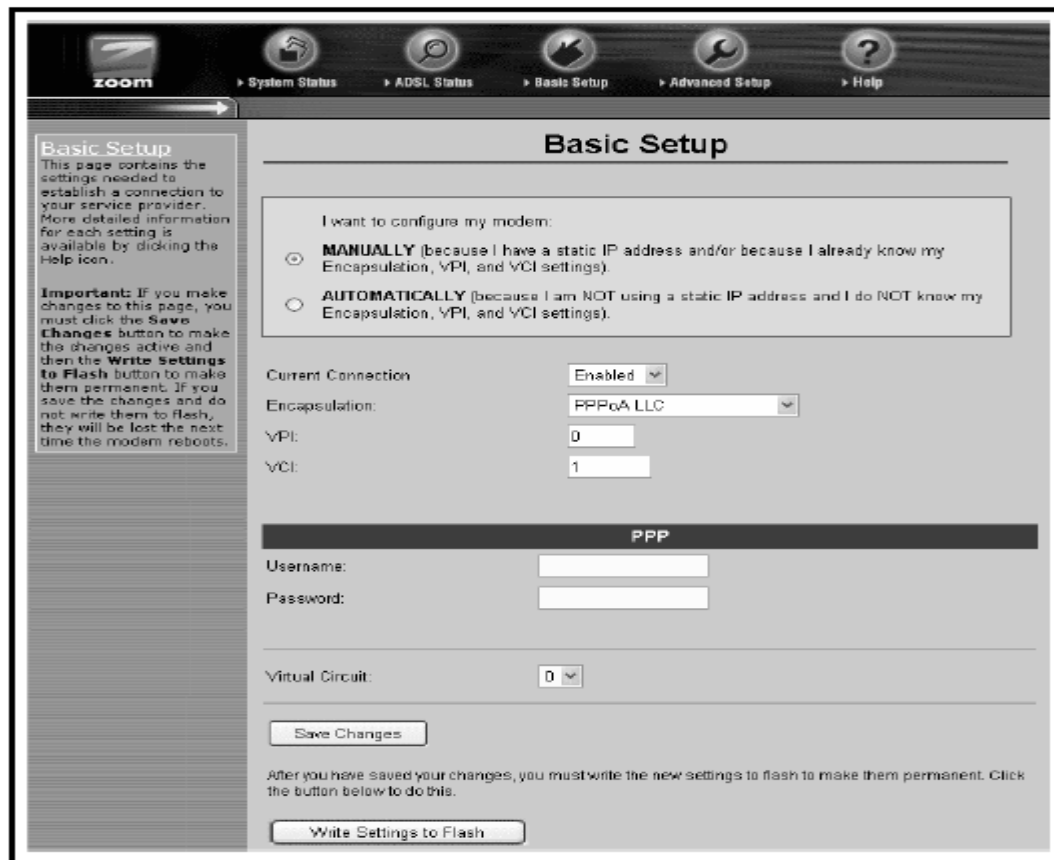 zoom
System Status
ADSL Status
Basic Setup
Advanced Setup
Help
Basic Setup
This page contains the
settings needed to
establish a connection to
your service provider.
More detailed information
for each setting is
available by clicking the
Help icon.
Important: If you make
changes to this page, you
must click the Save
Changes button to make
the changes active and
then the Write Settings
to Flash button to make
them permanent. If you
save the changes and do
not write them to flash,
they will be lost the next
time the modem reboots.
Basic Setup
I want to configure my modem:
MANUALLY (because I have a static IP address and/or because I already know my
Encapsulation, VPI, and VCI settings).
AUTOMATICALLY (because I am NOT using a static IP address and I do NOT know my
Encapsulation, VPI, and VCI settings).
Current Connection Enabled
Encapsulation: PPPoA LLC
VPI: 0
VCI: 1
PPP
Username:
Password:
Virtual Circuit: 0
Save Changes
After you have saved your changes, you must write the new settings to flash to make them permanent. Click
the button below to do this.
Write Settings to Flash